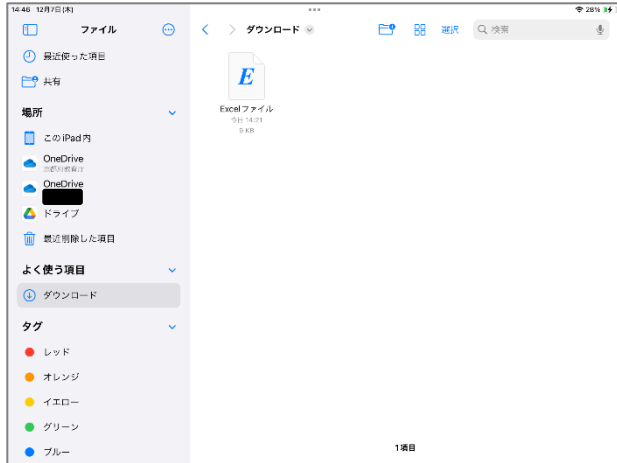 14:46 12月7日(木)
28%
ファイル
ダウンロード
選択
検索
最近使った項目
共有
場所
このiPad内
OneDrive
OneDrive
ドライブ
最近削除した項目
よく使う項目
ダウンロード
タグ
レッド
オレンジ
イエロー
グリーン
ブルー
E
Excelファイル
今日 14:21
9 KB
1項目